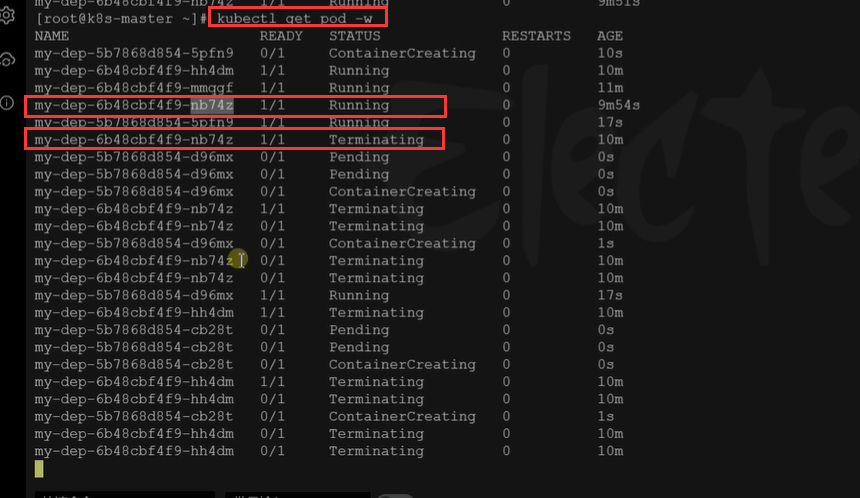 Running 0 9m51s
[root@k8s-master ~]# kubectl get pod -w
NAME READY STATUS RESTARTS AGE
my-dep-5b7868d854-5pfn9 0/1 ContainerCreating 0 10s
my-dep-6b48cbf4f9-hh4dm 1/1 Running 0 10m
my-dep-6b48cbf4f9-mmqgf 1/1 Running 0 11m
my-dep-6b48cbf4f9-nb74z 1/1 Running 0 9m54s
my-dep-5b7868d854-5pfn9 1/1 Running 0 17s
my-dep-6b48cbf4f9-nb74z 1/1 Terminating 0 10m
my-dep-5b7868d854-d96mx 0/1 Pending 0 0s
my-dep-5b7868d854-d96mx 0/1 Pending 0 0s
my-dep-5b7868d854-d96mx 0/1 ContainerCreating 0 0s
my-dep-6b48cbf4f9-nb74z 1/1 Terminating 0 10m
my-dep-6b48cbf4f9-nb74z 0/1 Terminating 0 10m
my-dep-5b7868d854-d96mx 0/1 ContainerCreating 0 1s
my-dep-6b48cbf4f9-nb74z 0/1 Terminating 0 10m
my-dep-6b48cbf4f9-nb74z 0/1 Terminating 0 10m
my-dep-5b7868d854-d96mx 1/1 Running 0 17s
my-dep-6b48cbf4f9-hh4dm 1/1 Terminating 0 10m
my-dep-5b7868d854-cb28t 0/1 Pending 0 0s
my-dep-5b7868d854-cb28t 0/1 Pending 0 0s
my-dep-5b7868d854-cb28t 0/1 ContainerCreating 0 0s
my-dep-6b48cbf4f9-hh4dm 1/1 Terminating 0 10m
my-dep-6b48cbf4f9-hh4dm 0/1 Terminating 0 10m
my-dep-5b7868d854-cb28t 0/1 ContainerCreating 0 1s
my-dep-6b48cbf4f9-hh4dm 0/1 Terminating 0 10m
my-dep-6b48cbf4f9-hh4dm 0/1 Terminating 0 10m
Electe